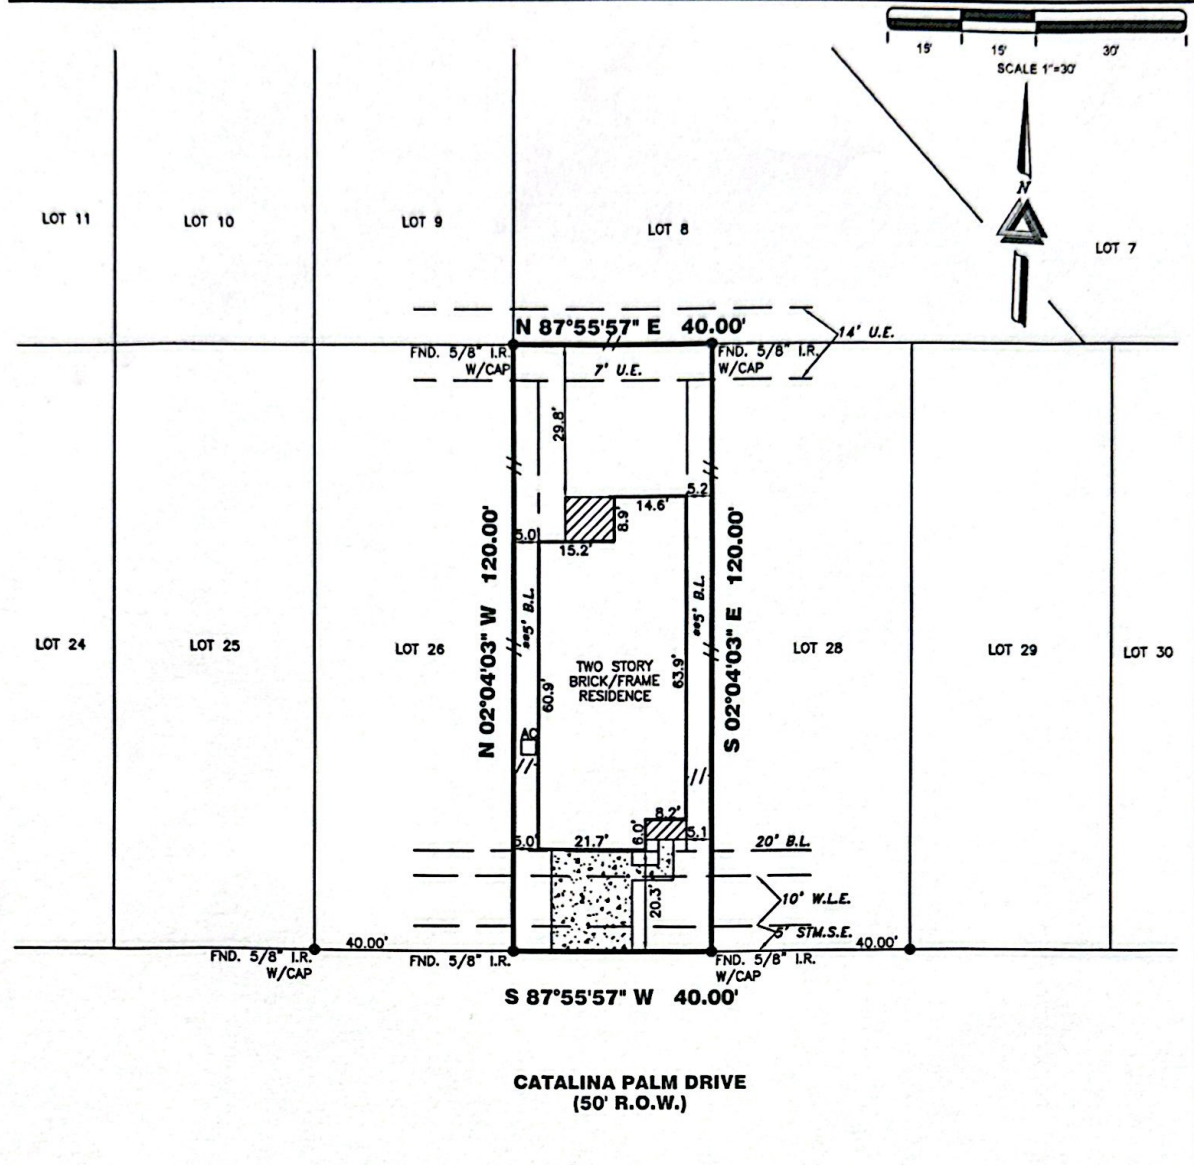 15'
15'
30'
SCALE 1"=30'
N
LOT 11
LOT 10
LOT 9
LOT 8
LOT 7
N 87°55'57" E 40.00'
14' U.E.
FND. 5/8" I.R.
W/CAP
FND. 5/8" I.R.
W/CAP
7' U.E.
29.8'
5.2'
14.6'
8.9'
5.0'
15.2'
N 02°04'03" W 120.00'
S 02°04'03" E 120.00'
**5' B.L.
**5' B.L.
LOT 24
LOT 25
LOT 26
TWO STORY
BRICK/FRAME
RESIDENCE
60.9'
63.9'
LOT 28
LOT 29
LOT 30
AC
8.2'
6.0'
5.1'
5.0'
21.7'
20' B.L.
20.3'
10' W.L.E.
5' STM.S.E.
40.00'
40.00'
FND. 5/8" I.R.
W/CAP
FND. 5/8" I.R.
FND. 5/8" I.R.
W/CAP
S 87°55'57" W 40.00'
CATALINA PALM DRIVE
(50' R.O.W.)